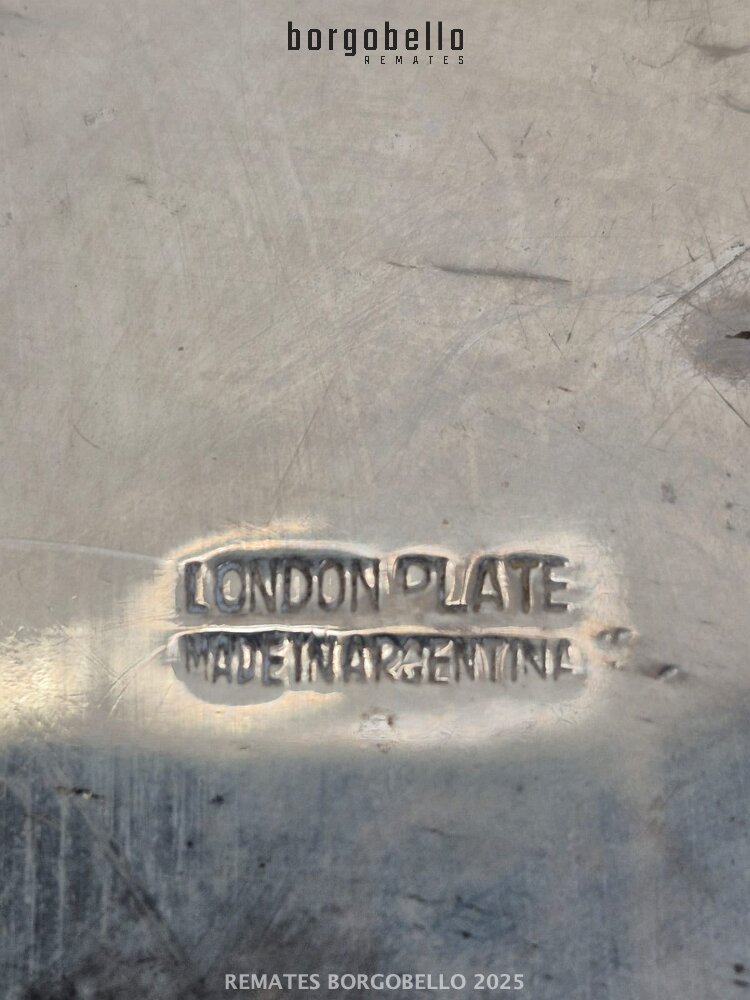 borgobello
REMATES
LONDON PLATE
MADE IN ARGENTINA
REMATES BORGOBELLO 2025